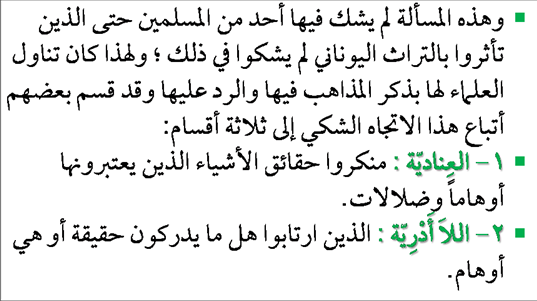 ▪ وهذه المسألة لم يشك فيها أحد من المسلمين حتى الذين
تأثروا بالتراث اليوناني لم يشكوا في ذلك ؛ ولهذا كان تناول
العلماء لها بذكر المذاهب فيها والرد عليها وقد قسم بعضهم
أتباع هذا الاتجاه الشكي إلى ثلاثة أقسام:
▪ ١- العِناديّة : منكروا حقائق الأشياء الذين يعتبرونها
أوهاماً وضلالات.
▪ ٢- اللاَ أَدْرِيّة : الذين ارتابوا هل ما يدركون حقيقة أو هي
أوهام.